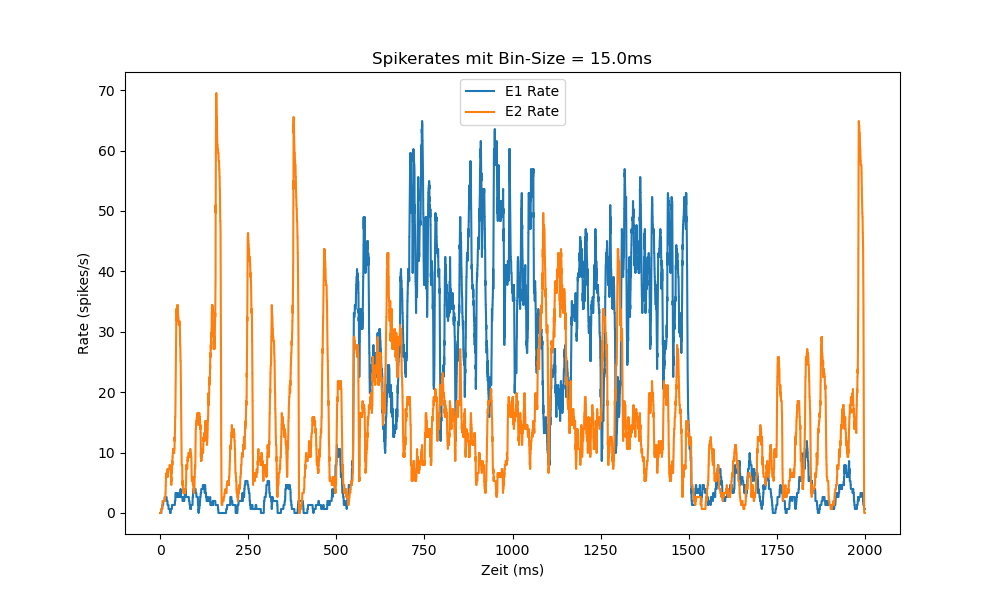 Spikerates mit Bin-Size = 15.0ms
E1 Rate
E2 Rate
70
60
50
40
30
20
10
0
Rate (spikes/s)
0 250 500 750 1000 1250 1500 1750 2000
Zeit (ms)